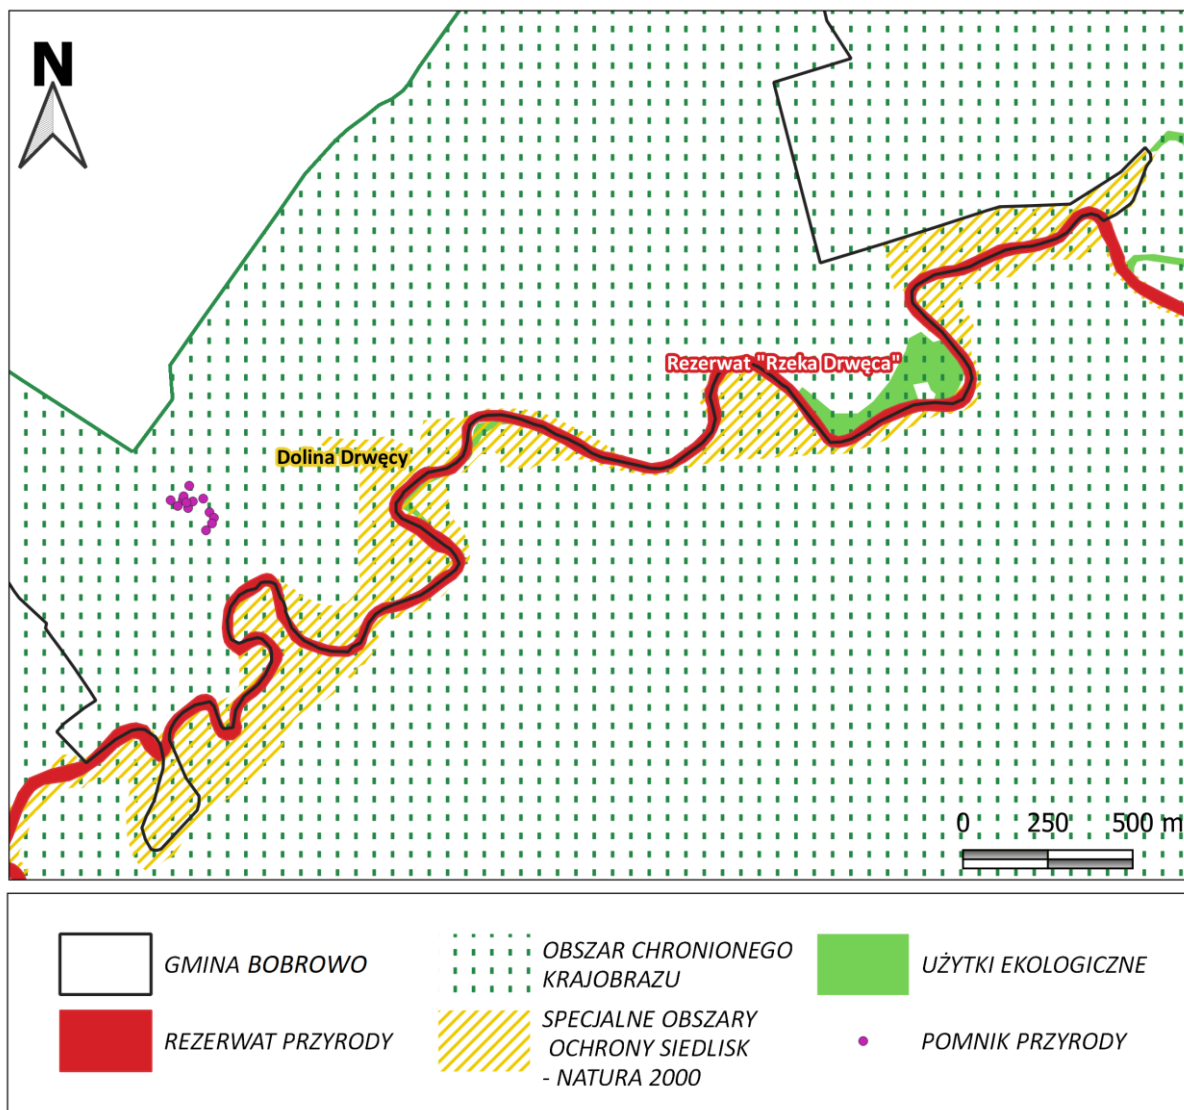 N
Rezerwat "Rzeka Drwęca"
Dolina Drwęcy
0 250 500 m
GMINA BOBROWO
OBSZAR CHRONIONEGO
KRAJOBRAZU
UŻYTKI EKOLOGICZNE
REZERWAT PRZYRODY
SPECJALNE OBSZARY
OCHRONY SIEDLISK
- NATURA 2000
POMNIK PRZYRODY